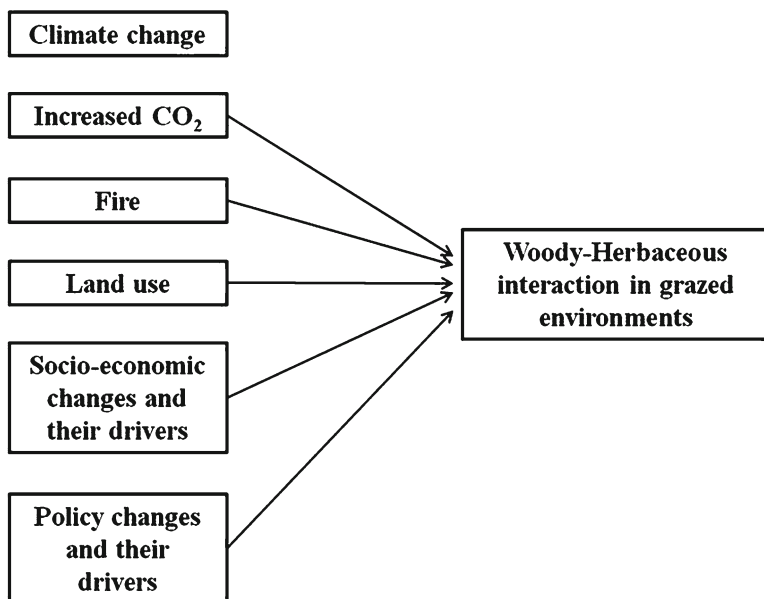 Climate change
Increased CO₂
Fire
Land use
Socio-economic
changes and
their drivers
Policy changes
and their
drivers
Woody-Herbaceous
interaction in grazed
environments